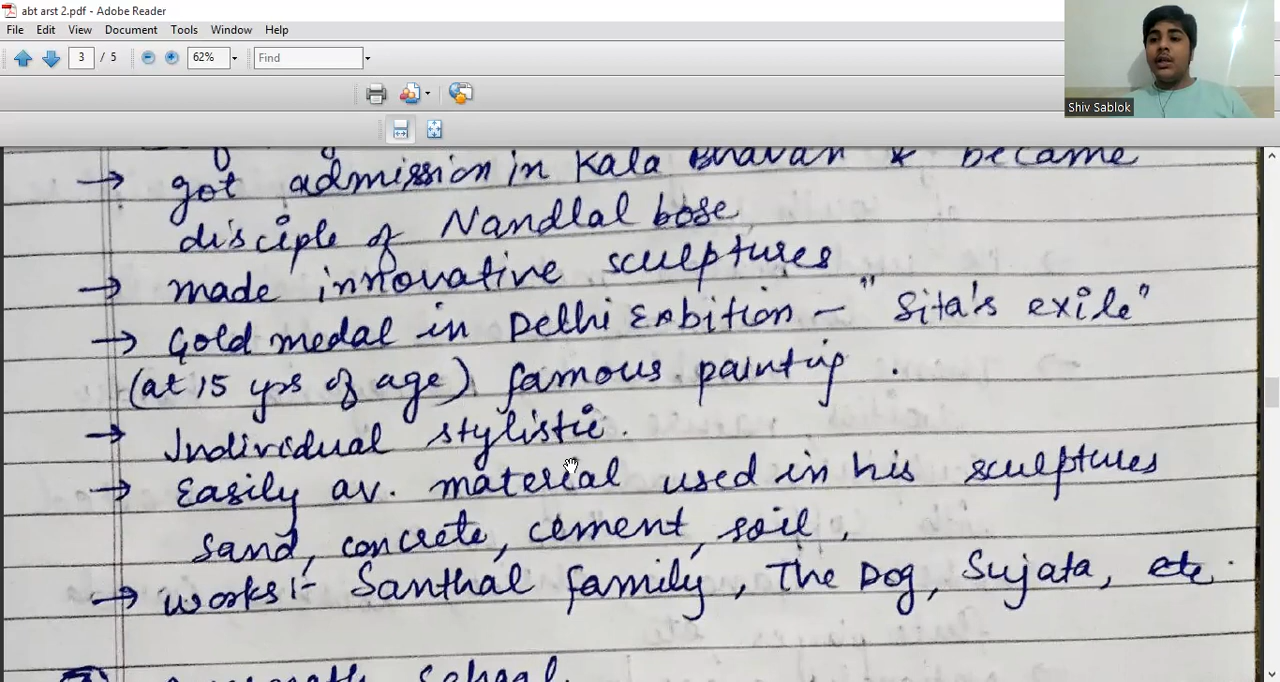 abt arst 2.pdf - Adobe Reader
File Edit View Document Tools Window Help
3 / 5 62% Find
Shiv Sablok
→ got admission in Kala Bhavan & became
disciple of Nandlal bose
→ made innovative sculptures
→ Gold medal in Delhi Exbition - "Sita's exile"
(at 15 yrs of age) famous painting.
→ Individual stylistic.
→ Easily av. material used in his sculptures
sand, concrete, cement, soil,
→ works:- Santhal family, The Dog, Sujata, etc.